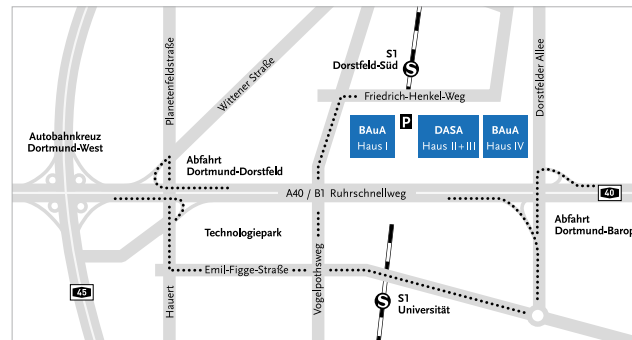 S1
Dorstfeld-Süd
S
Planetenfeldstraße
Wittener Straße
Dorstfelder Allee
Friedrich-Henkel-Weg
P
BAuA
Haus I
DASA
Haus II+III
BAuA
Haus IV
Autobahnkreuz
Dortmund-West
Abfahrt
Dortmund-Dorstfeld
A40 / B1 Ruhrschnellweg
40
Abfahrt
Dortmund-Barop
Technologiepark
Vogelpothsweg
Emil-Figge-Straße
45
Hauert
S
S1
Universität